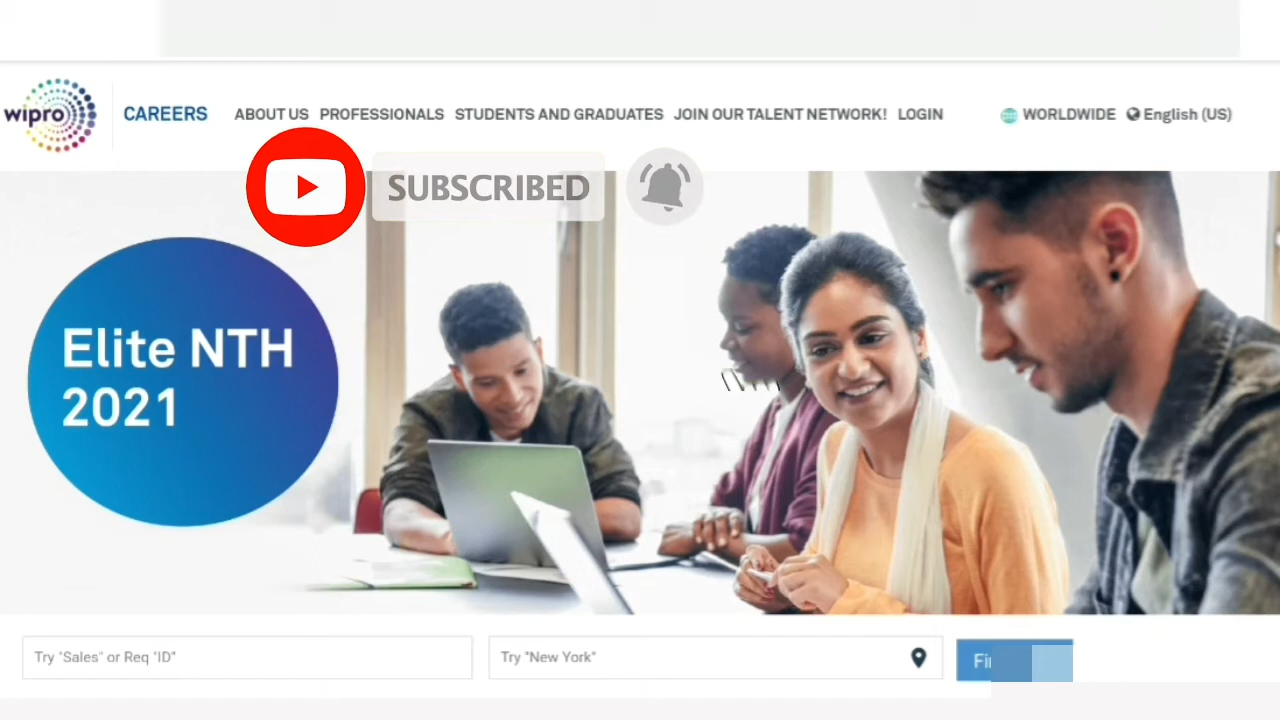 wipro CAREERS ABOUT US PROFESSIONALS STUDENTS AND GRADUATES JOIN OUR TALENT NETWORK! LOGIN WORLDWIDE English (US)
SUBSCRIBED
Elite NTH
2021
Try "Sales" or Req "ID" Try "New York"